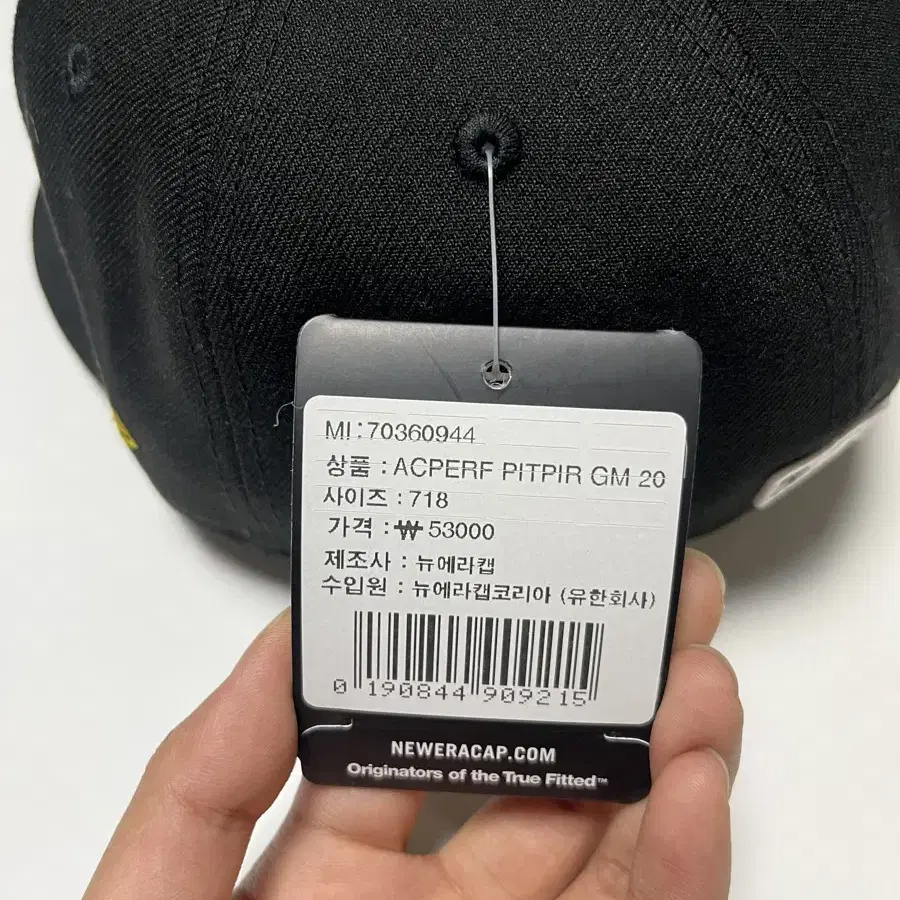 MI:70360944
상품 : ACPERF PITPIR GM 20
사이즈 : 718
가격 : ₩ 53000
제조사 : 뉴에라캡
수입원 : 뉴에라캡코리아 (유한회사)
0 190844 909215
NEWERACAP.COM
Originators of the True Fitted™